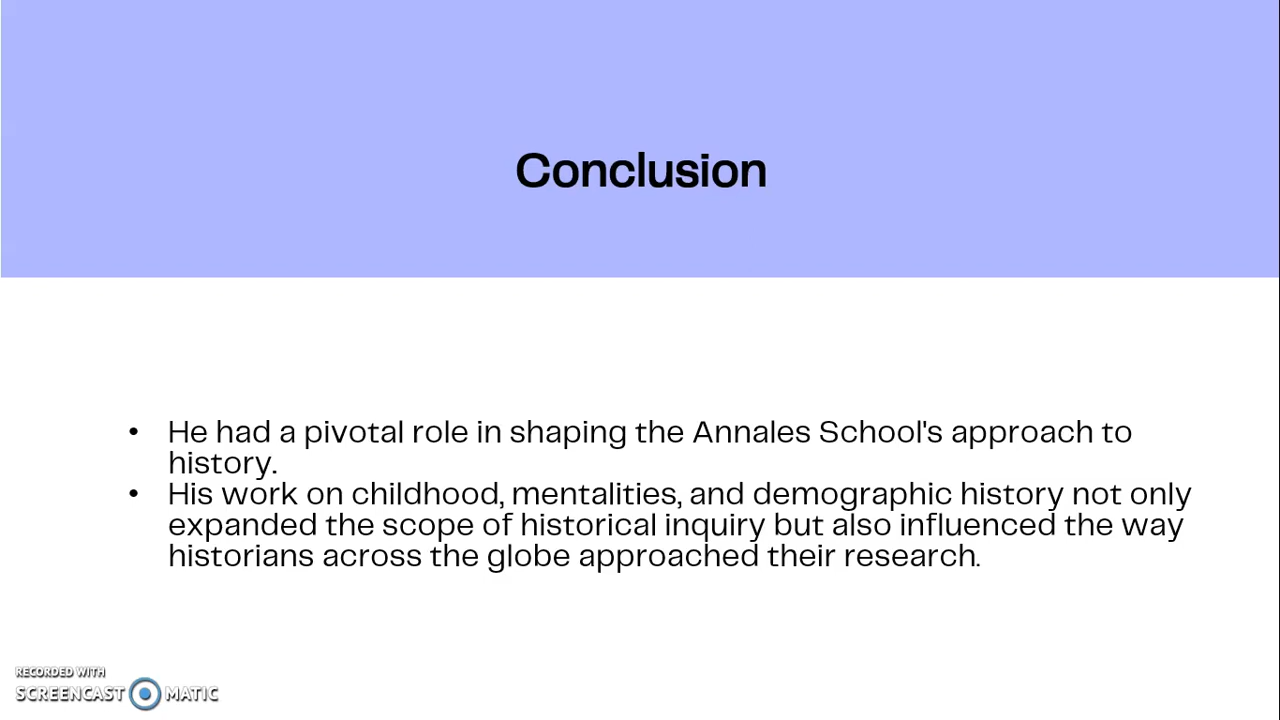 Conclusion
• He had a pivotal role in shaping the Annales School's approach to
history.
• His work on childhood, mentalities, and demographic history not only
expanded the scope of historical inquiry but also influenced the way
historians across the globe approached their research.
RECORDED WITH
SCREENCAST MATIC